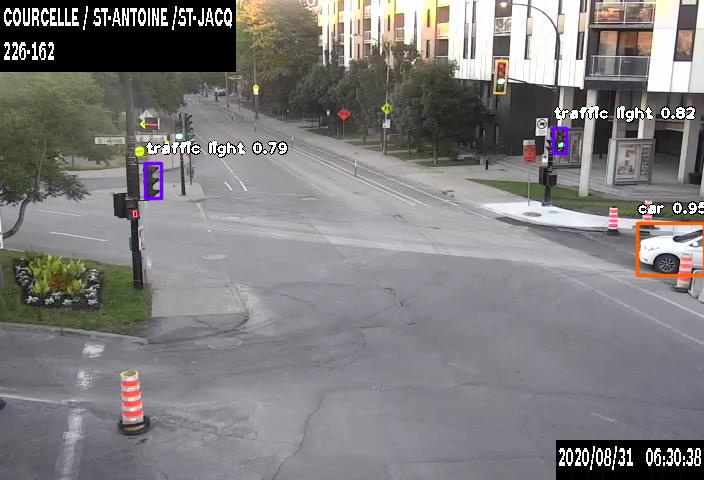 COURCELLE / ST-ANTOINE /ST-JACQ
226-162
traffic light 0.82
traffic light 0.79
car 0.95
2020/08/31 06:30:38